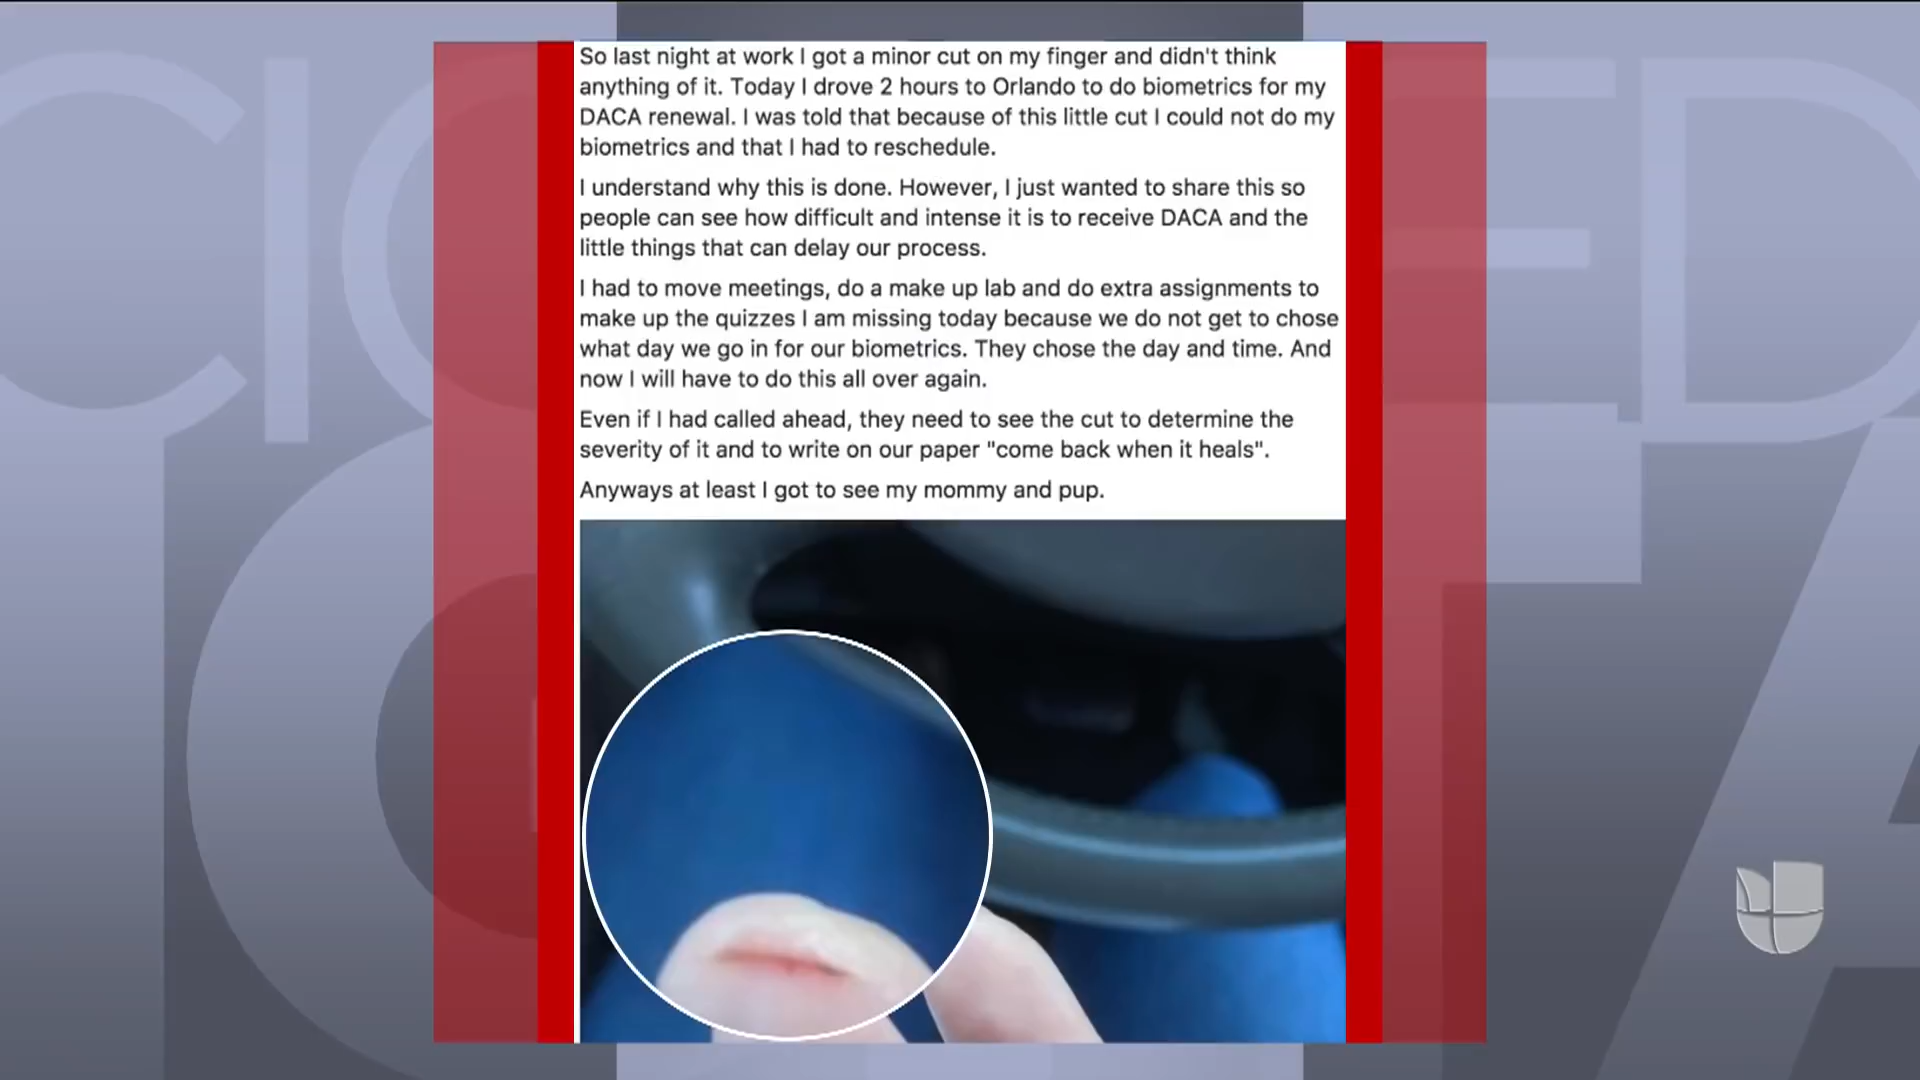 So last night at work I got a minor cut on my finger and didn't think
anything of it. Today I drove 2 hours to Orlando to do biometrics for my
DACA renewal. I was told that because of this little cut I could not do my
biometrics and that I had to reschedule.
I understand why this is done. However, I just wanted to share this so
people can see how difficult and intense it is to receive DACA and the
little things that can delay our process.
I had to move meetings, do a make up lab and do extra assignments to
make up the quizzes I am missing today because we do not get to chose
what day we go in for our biometrics. They chose the day and time. And
now I will have to do this all over again.
Even if I had called ahead, they need to see the cut to determine the
severity of it and to write on our paper "come back when it heals".
Anyways at least I got to see my mommy and pup.